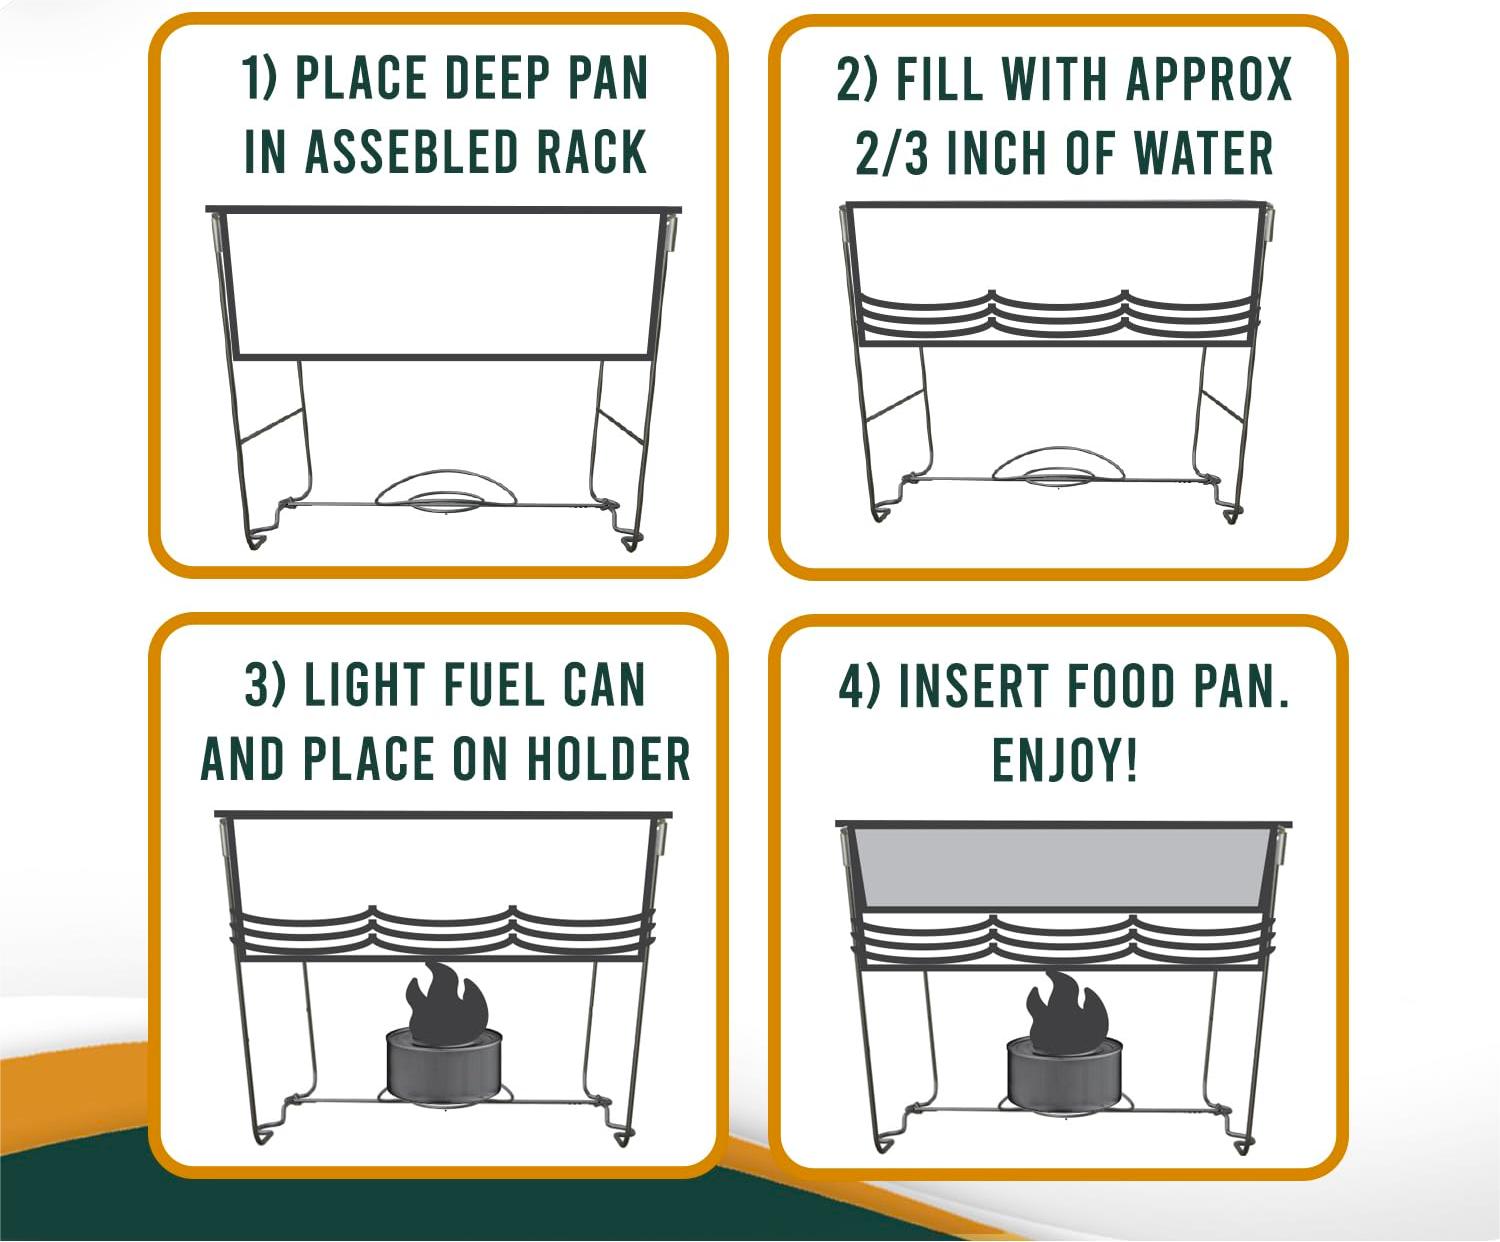 1) PLACE DEEP PAN
IN ASSEBLED RACK
2) FILL WITH APPROX
2/3 INCH OF WATER
3) LIGHT FUEL CAN
AND PLACE ON HOLDER
4) INSERT FOOD PAN.
ENJOY!